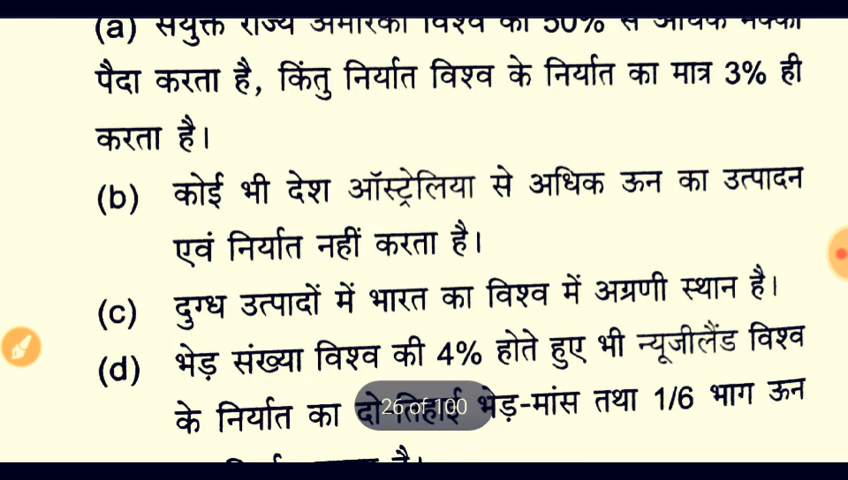 (a) संयुक्त राज्य अमेरिका विश्व की 50% से अधिक मक्का
पैदा करता है, किंतु निर्यात विश्व के निर्यात का मात्र 3% ही
करता है।
(b) कोई भी देश ऑस्ट्रेलिया से अधिक ऊन का उत्पादन
एवं निर्यात नहीं करता है।
(c) दुग्ध उत्पादों में भारत का विश्व में अग्रणी स्थान है।
(d) भेड़ संख्या विश्व की 4% होते हुए भी न्यूजीलैंड विश्व
के निर्यात का दो-तिहाई भेड़-मांस तथा 1/6 भाग ऊन
26 of 100
है।